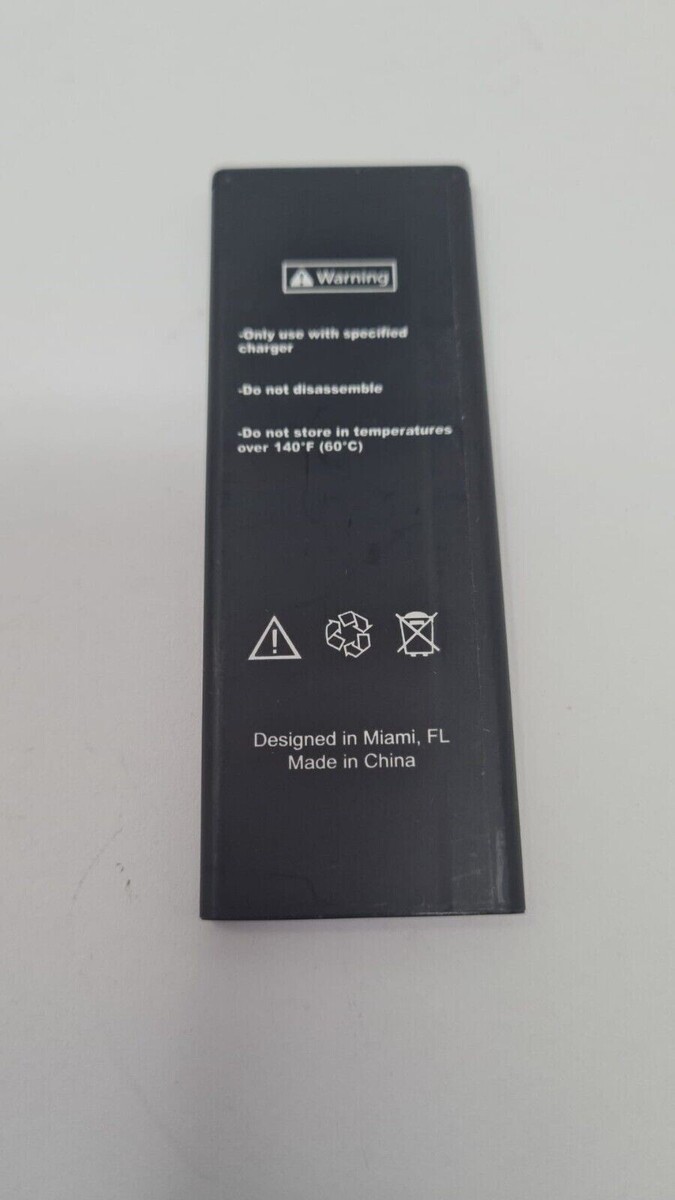 Warning
-Only use with specified
charger
-Do not disassemble
-Do not store in temperatures
over 140°F (60°C)
Designed in Miami, FL
Made in China